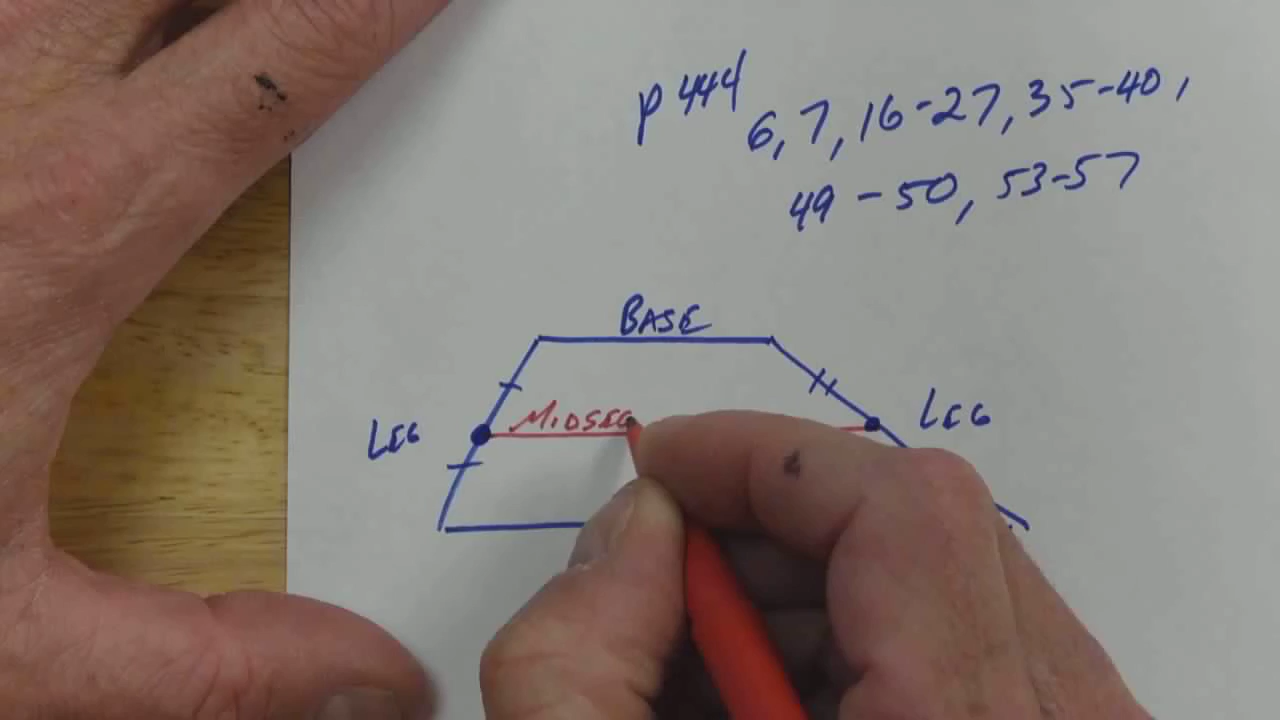 p 444
6, 7, 16-27, 35-40,
49-50, 53-57
BASE
LEG
MIDSEG
LEG